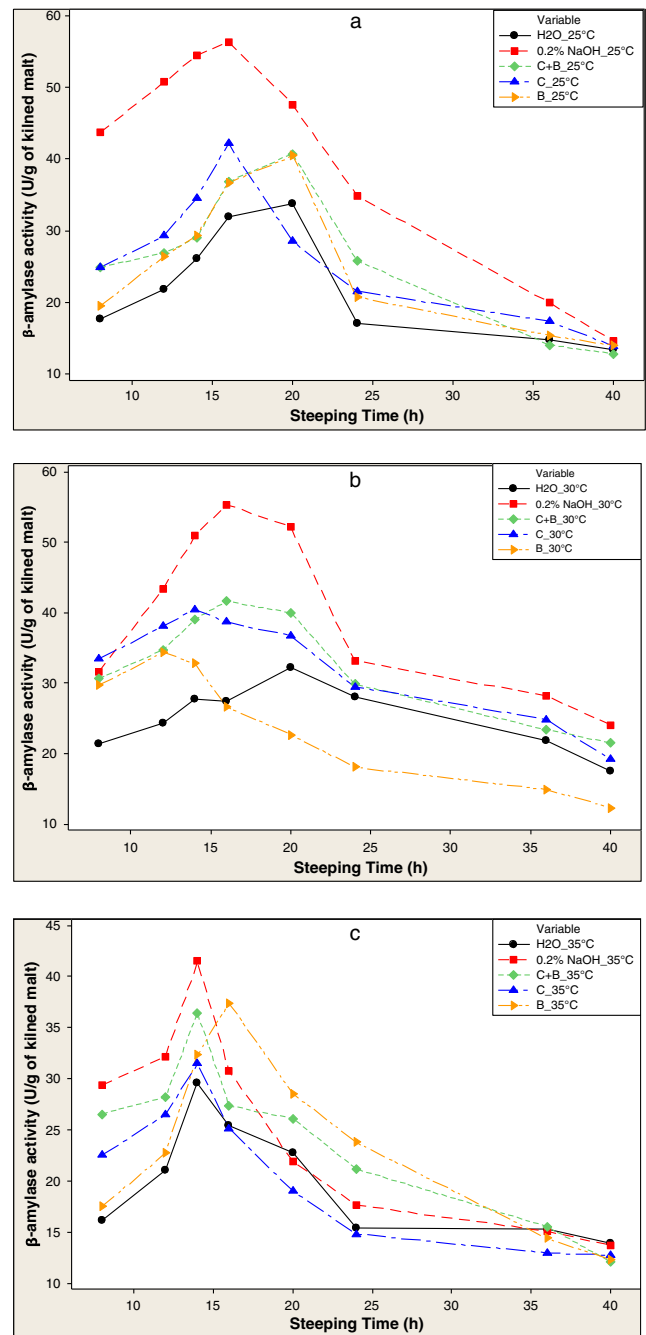 a
Variable
H2O_25°C
0.2% NaOH_25°C
C+B_25°C
C_25°C
B_25°C
β-amylase activity (U/g of kilned malt)
60
50
40
30
20
10
10 15 20 25 30 35 40
Steeping Time (h)
b
Variable
H2O_30°C
0.2% NaOH_30°C
C+B_30°C
C_30°C
B_30°C
β-amylase activity (U/g of kilned malt)
60
50
40
30
20
10
10 15 20 25 30 35 40
Steeping Time (h)
c
Variable
H2O_35°C
0.2% NaOH_35°C
C+B_35°C
C_35°C
B_35°C
β-amylase activity (U/g of kilned malt)
45
40
35
30
25
20
15
10
10 15 20 25 30 35 40
Steeping Time (h)